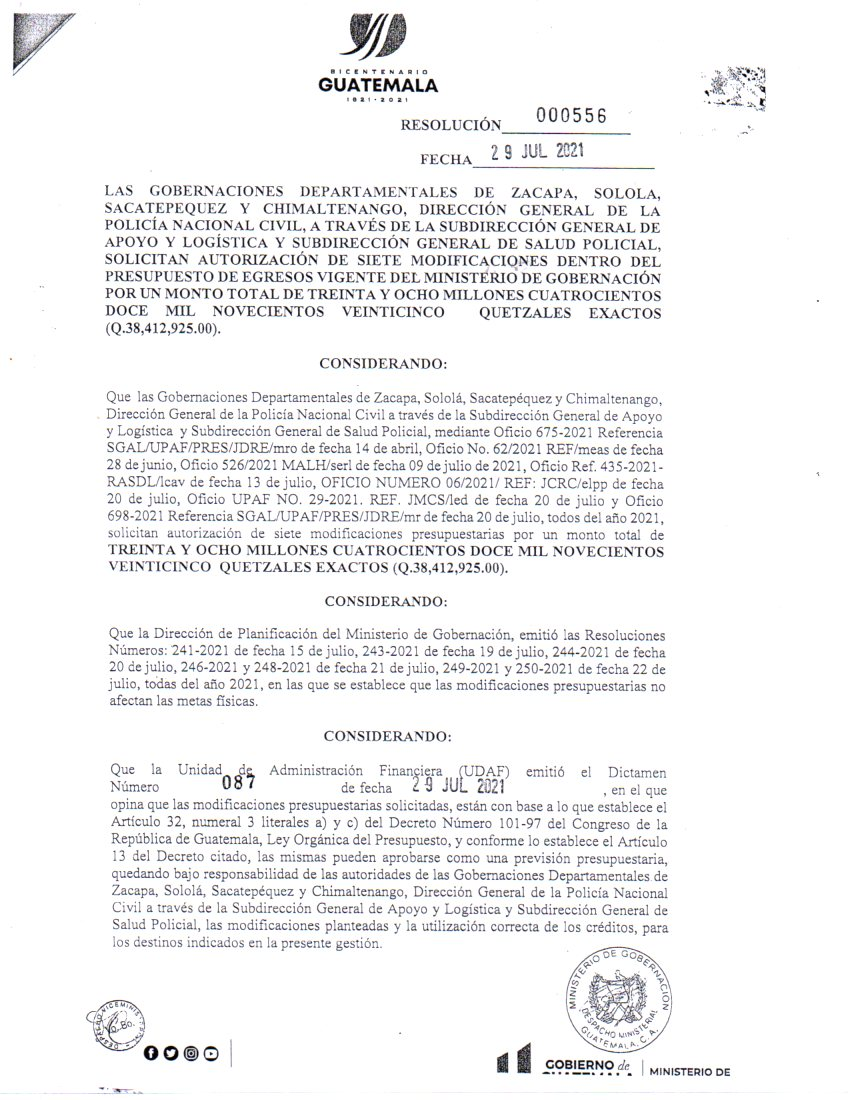 BICENTENARIO
GUATEMALA
1821-2021
RESOLUCIÓN 000556
FECHA 29 JUL 2021
LAS GOBERNACIONES DEPARTAMENTALES DE ZACAPA, SOLOLA,
SACATEPEQUEZ Y CHIMALTENANGO, DIRECCIÓN GENERAL DE LA
POLICÍA NACIONAL CIVIL, A TRAVÉS DE LA SUBDIRECCIÓN GENERAL DE
APOYO Y LOGÍSTICA Y SUBDIRECCIÓN GENERAL DE SALUD POLICIAL,
SOLICITAN AUTORIZACIÓN DE SIETE MODIFICACIONES DENTRO DEL
PRESUPUESTO DE EGRESOS VIGENTE DEL MINISTERIO DE GOBERNACIÓN
POR UN MONTO TOTAL DE TREINTA Y OCHO MILLONES CUATROCIENTOS
DOCE MIL NOVECIENTOS VEINTICINCO QUETZALES EXACTOS
(Q.38,412,925.00).
CONSIDERANDO:
Que las Gobernaciones Departamentales de Zacapa, Sololá, Sacatepéquez y Chimaltenango,
Dirección General de la Policía Nacional Civil a través de la Subdirección General de Apoyo
y Logística y Subdirección General de Salud Policial, mediante Oficio 675-2021 Referencia
SGAL/UPAF/PRES/JDRE/mro de fecha 14 de abril, Oficio No. 62/2021 REF/meas de fecha
28 de junio, Oficio 526/2021 MALH/serl de fecha 09 de julio de 2021, Oficio Ref. 435-2021-
RASDL/lcav de fecha 13 de julio, OFICIO NUMERO 06/2021/ REF: JCRC/elpp de fecha
20 de julio, Oficio UPAF NO. 29-2021. REF. JMCS/led de fecha 20 de julio y Oficio
698-2021 Referencia SGAL/UPAF/PRES/JDRE/mr de fecha 20 de julio, todos del año 2021,
solicitan autorización de siete modificaciones presupuestarias por un monto total de
TREINTA Y OCHO MILLONES CUATROCIENTOS DOCE MIL NOVECIENTOS
VEINTICINCO QUETZALES EXACTOS (Q.38,412,925.00).
CONSIDERANDO:
Que la Dirección de Planificación del Ministerio de Gobernación, emitió las Resoluciones
Números: 241-2021 de fecha 15 de julio, 243-2021 de fecha 19 de julio, 244-2021 de fecha
20 de julio, 246-2021 y 248-2021 de fecha 21 de julio, 249-2021 y 250-2021 de fecha 22 de
julio, todas del año 2021, en las que se establece que las modificaciones presupuestarias no
afectan las metas físicas.
CONSIDERANDO:
Que la Unidad de Administración Financiera (UDAF) emitió el Dictamen
Número 087 de fecha 29 JUL 2021 , en el que
opina que las modificaciones presupuestarias solicitadas, están con base a lo que establece el
Artículo 32, numeral 3 literales a) y c) del Decreto Número 101-97 del Congreso de la
República de Guatemala, Ley Orgánica del Presupuesto, y conforme lo establece el Artículo
13 del Decreto citado, las mismas pueden aprobarse como una previsión presupuestaria,
quedando bajo responsabilidad de las autoridades de las Gobernaciones Departamentales de
Zacapa, Sololá, Sacatepéquez y Chimaltenango, Dirección General de la Policía Nacional
Civil a través de la Subdirección General de Apoyo y Logística y Subdirección General de
Salud Policial, las modificaciones planteadas y la utilización correcta de los créditos, para
los destinos indicados en la presente gestión.
MINISTERIO DE GOBERNACION
DESPACHO MINISTERIAL
GUATEMALA, C. A.
Vo.Bo.
GOBIERNO de
MINISTERIO DE